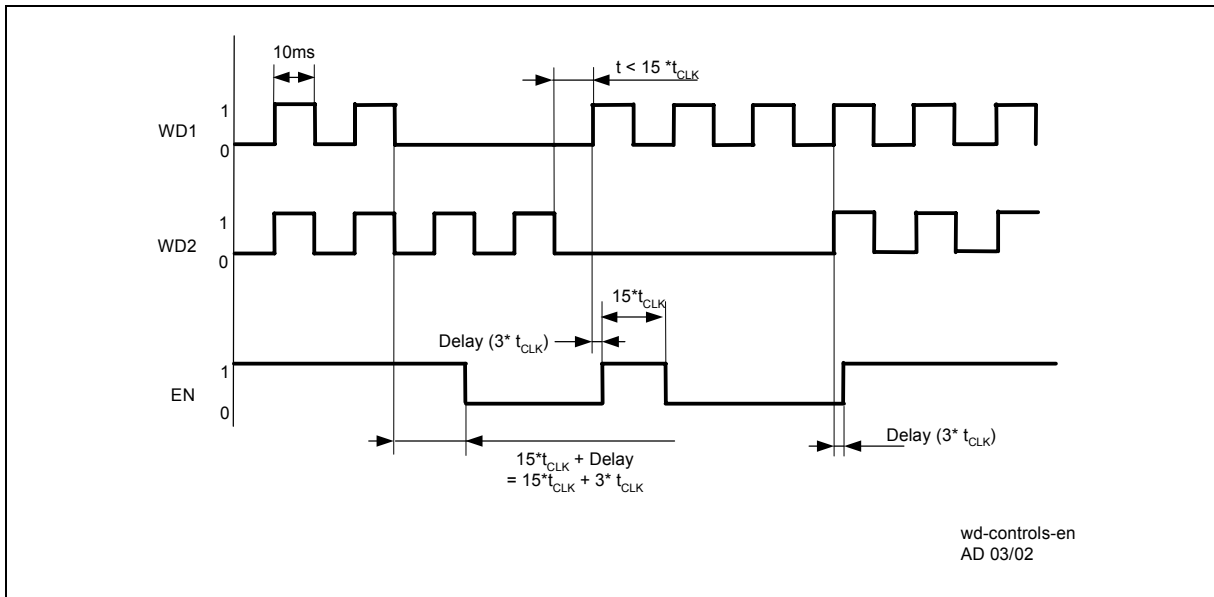 10ms
t < 15 *tCLK
1
WD1
0
1
WD2
0
15*tCLK
Delay (3* tCLK)
1
EN
0
Delay (3* tCLK)
15*tCLK + Delay
= 15*tCLK + 3* tCLK
wd-controls-en
AD 03/02